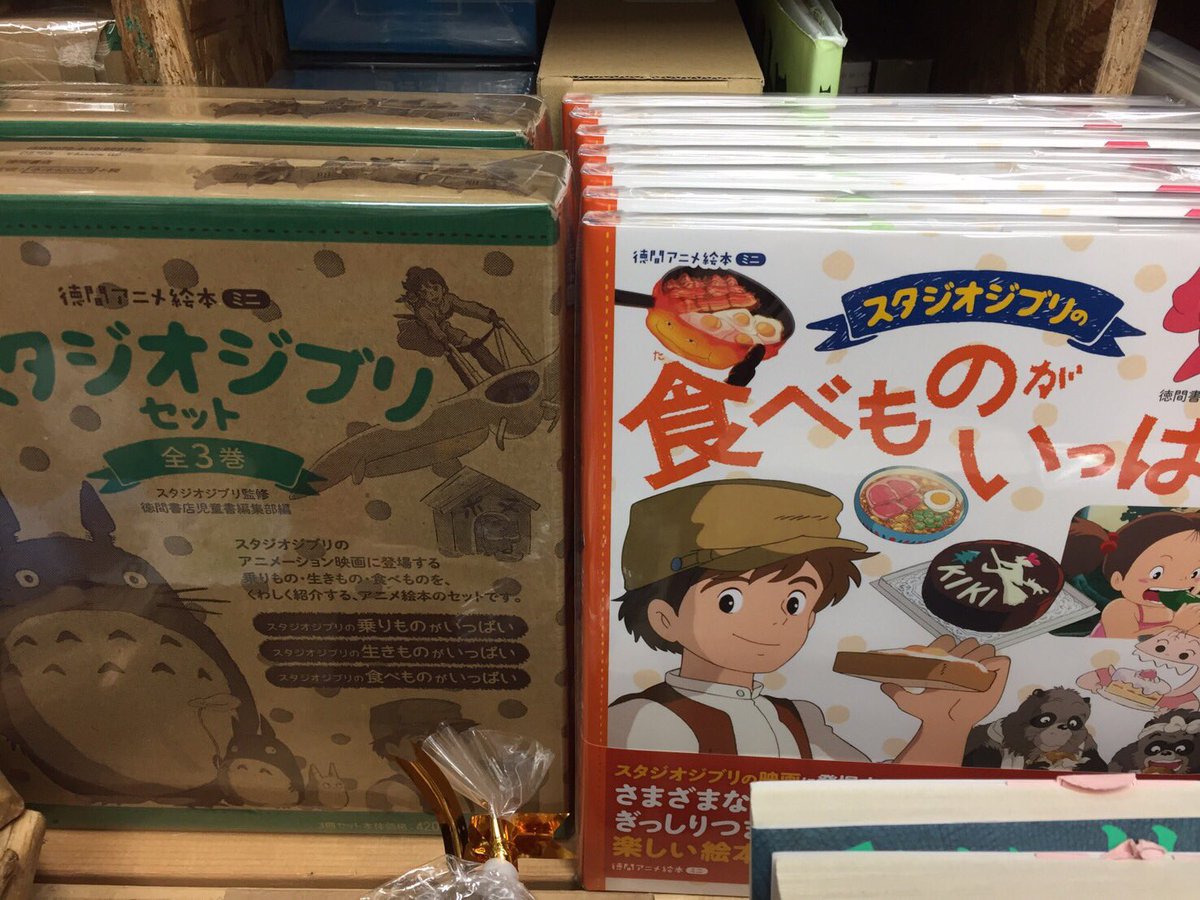 徳間アニメ絵本ミニ
スタジオジブリ
セット
全3巻
スタジオジブリ監修
徳間書店児童書編集部編
スタジオジブリの
アニメーション映画に登場する
乗りもの・生きもの・食べものを、
くわしく紹介する、アニメ絵本のセットです。
スタジオジブリの乗りものがいっぱい
スタジオジブリの生きものがいっぱい
スタジオジブリの食べものがいっぱい
徳間アニメ絵本ミニ
スタジオジブリの
た
食べものが
いっぱ
徳間書
KIKI
スタジオジブリの映画に
さまざまな
ぎっしりつ
楽しい絵本
徳間アニメ絵本ミニ